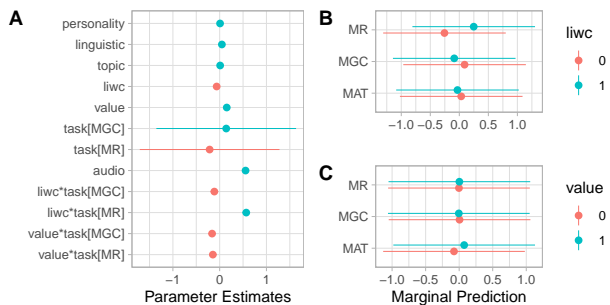 A
personality
linguistic
topic
liwc
value
task[MGC]
task[MR]
audio
liwc*task[MGC]
liwc*task[MR]
value*task[MGC]
value*task[MR]
−1 0 1
Parameter Estimates
B
MR
MGC
MAT
−1.0 −0.5 0.0 0.5 1.0
liwc
0
1
C
MR
MGC
MAT
−1.0 −0.5 0.0 0.5 1.0
Marginal Prediction
value
0
1